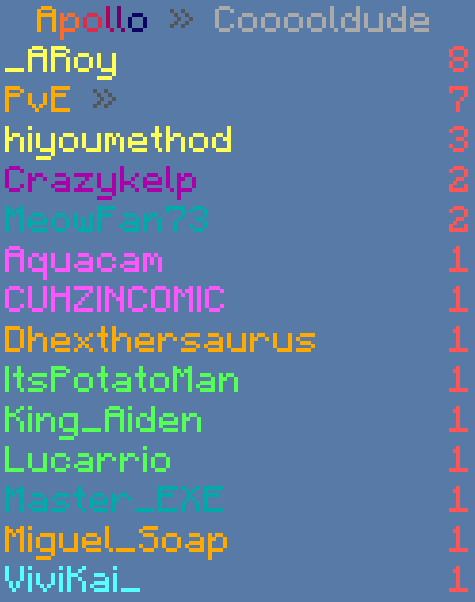 Apollo » Cooooldude
_ARoy 8
PvE » 7
hiyoumethod 3
Crazykelp 2
MeowFan73 2
Aquacam 1
CUHZINCOMIC 1
Dhexthersaurus 1
ItsPotatoMan 1
King_Aiden 1
Lucarrio 1
Master_EXE 1
Miguel_Soap 1
ViviKai_ 1